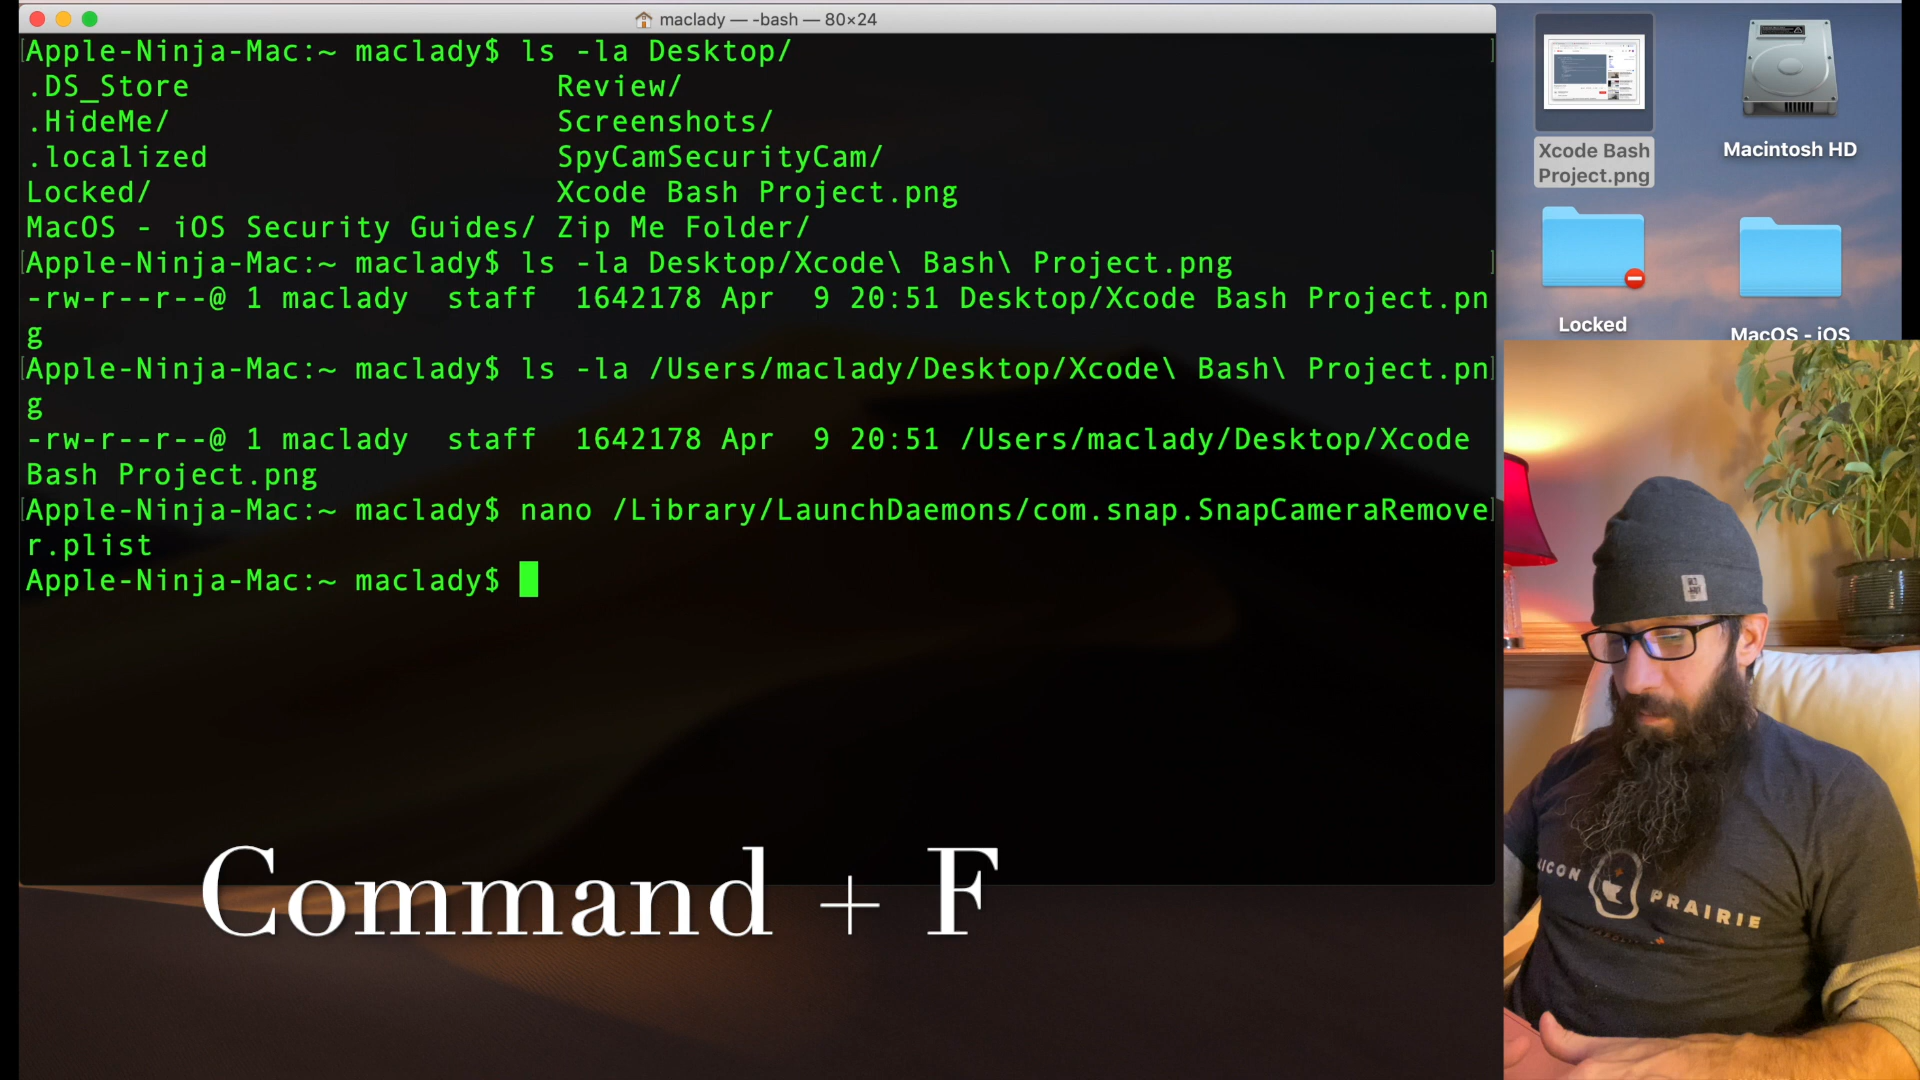 maclady — -bash — 80×24
Apple-Ninja-Mac:~ maclady$ ls -la Desktop/
.DS_Store Review/
.HideMe/ Screenshots/
.localized SpyCamSecurityCam/
Locked/ Xcode Bash Project.png
MacOS - iOS Security Guides/ Zip Me Folder/
Apple-Ninja-Mac:~ maclady$ ls -la Desktop/Xcode\ Bash\ Project.png
-rw-r--r--@ 1 maclady  staff  1642178 Apr  9 20:51 Desktop/Xcode Bash Project.pn
g
Apple-Ninja-Mac:~ maclady$ ls -la /Users/maclady/Desktop/Xcode\ Bash\ Project.pn
g
-rw-r--r--@ 1 maclady  staff  1642178 Apr  9 20:51 /Users/maclady/Desktop/Xcode
Bash Project.png
Apple-Ninja-Mac:~ maclady$ nano /Library/LaunchDaemons/com.snap.SnapCameraRemove
r.plist
Apple-Ninja-Mac:~ maclady$
Command + F
Xcode Bash
Project.png
Macintosh HD
Locked
MacOS - iOS
ICON PRAIRIE